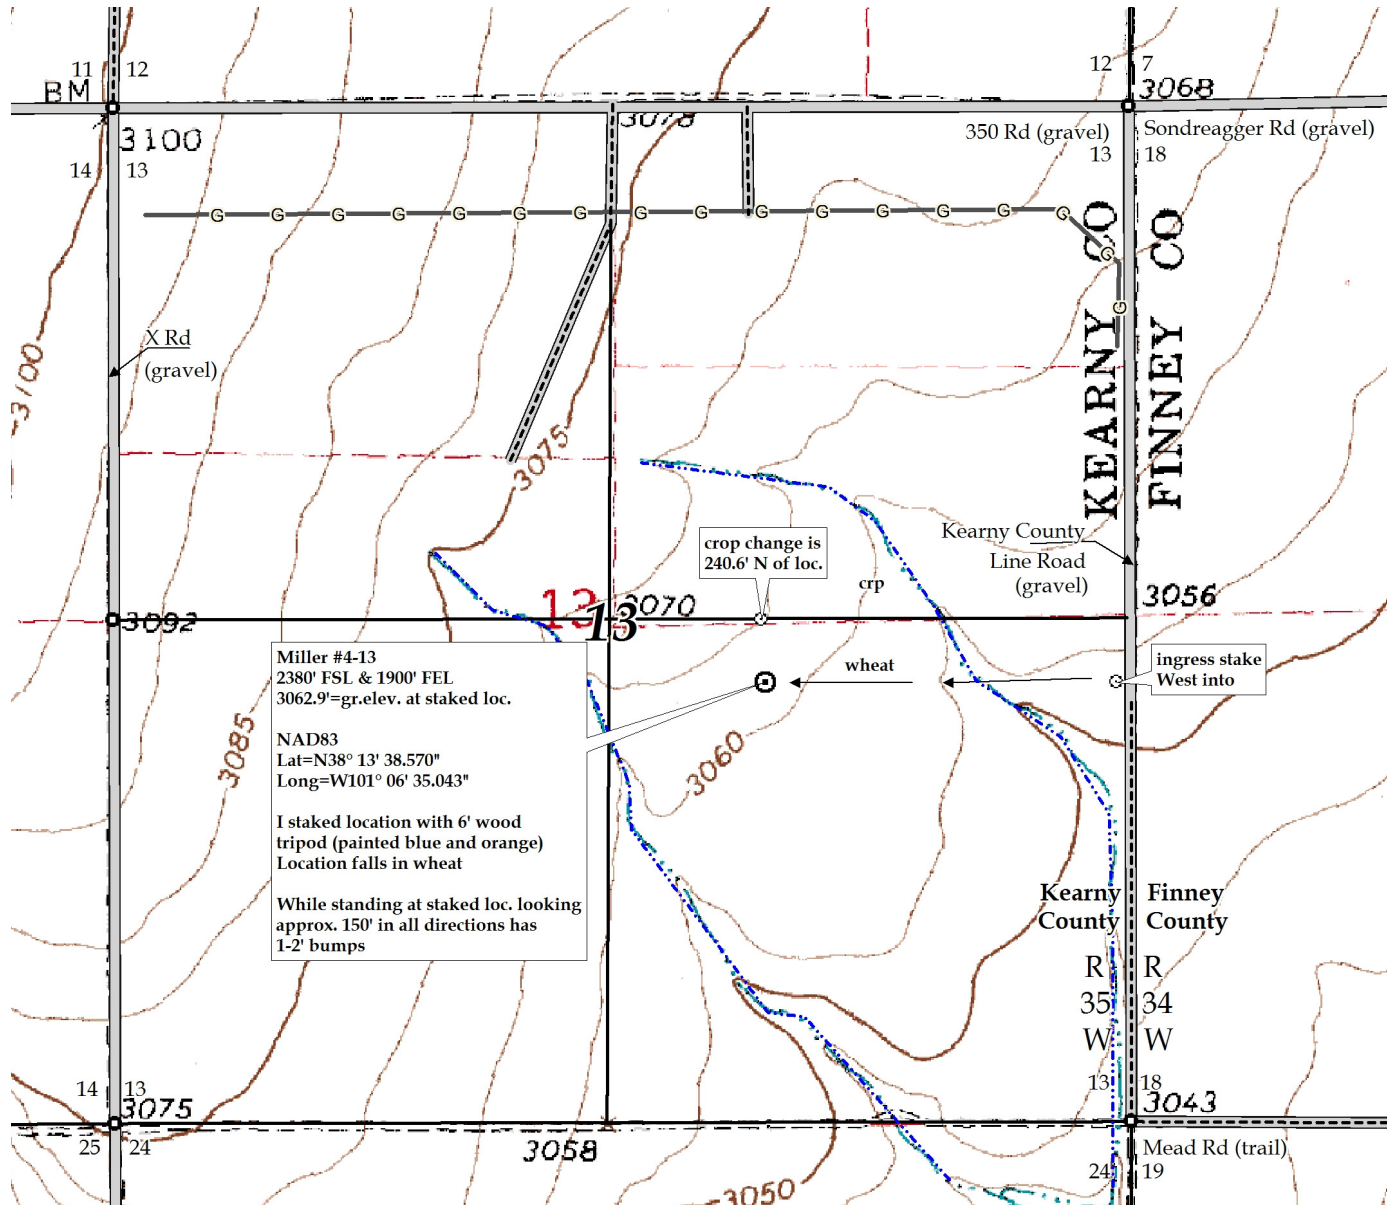 11
12
BM
12
7
3068
3100
3078
350 Rd (gravel)
Sondreagger Rd (gravel)
14
13
13
18
G G G G G G G G G G G G G G G G G
KEARNY CO
FINNEY CO
X Rd
(gravel)
3100
3075
crop change is
240.6' N of loc.
Kearny County
Line Road
(gravel)
crp
3092
13
13
3070
3056
Miller #4-13
2380' FSL & 1900' FEL
3062.9'=gr.elev. at staked loc.
NAD83
Lat=N38° 13' 38.570"
Long=W101° 06' 35.043"
I staked location with 6' wood
tripod (painted blue and orange)
Location falls in wheat
While standing at staked loc. looking
approx. 150' in all directions has
1-2' bumps
wheat
ingress stake
West into
3085
3060
Kearny
County
Finney
County
R
35
W
R
34
W
14
13
13
18
3075
3043
25
24
3058
Mead Rd (trail)
24
19
3050